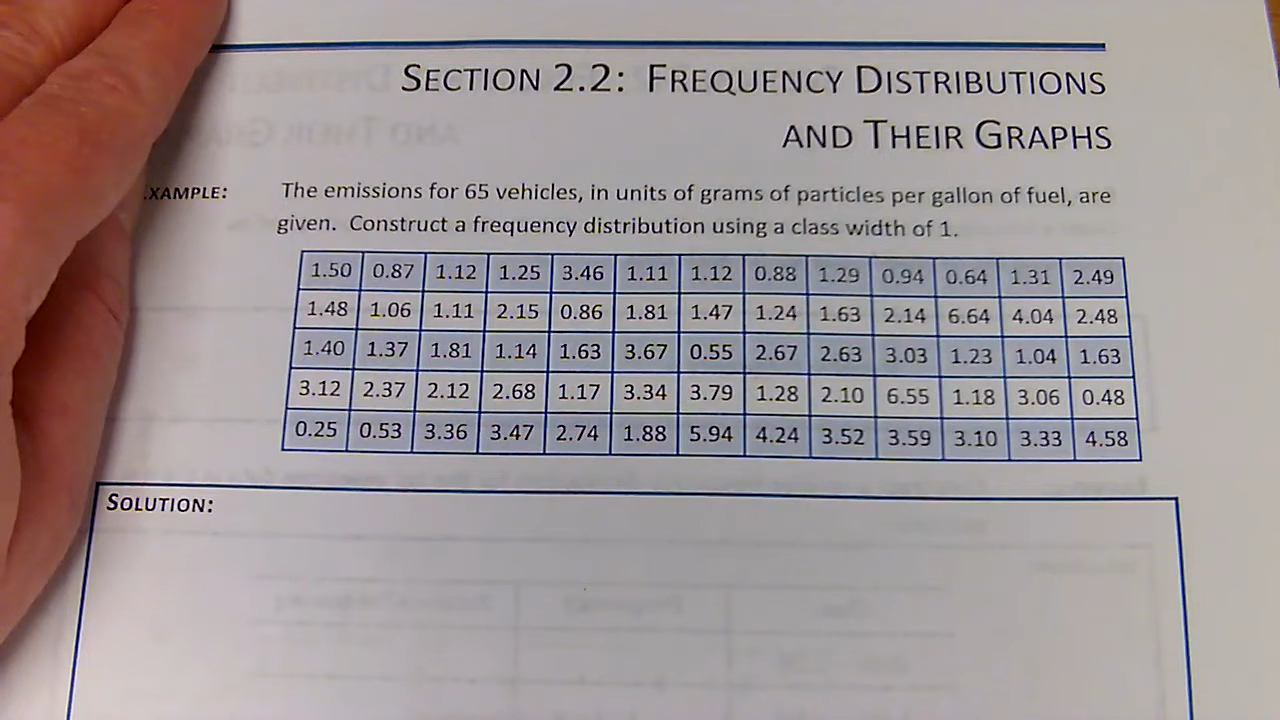 SECTION 2.2: FREQUENCY DISTRIBUTIONS
AND THEIR GRAPHS
XAMPLE: The emissions for 65 vehicles, in units of grams of particles per gallon of fuel, are
given. Construct a frequency distribution using a class width of 1.
1.50 0.87 1.12 1.25 3.46 1.11 1.12 0.88 1.29 0.94 0.64 1.31 2.49
1.48 1.06 1.11 2.15 0.86 1.81 1.47 1.24 1.63 2.14 6.64 4.04 2.48
1.40 1.37 1.81 1.14 1.63 3.67 0.55 2.67 2.63 3.03 1.23 1.04 1.63
3.12 2.37 2.12 2.68 1.17 3.34 3.79 1.28 2.10 6.55 1.18 3.06 0.48
0.25 0.53 3.36 3.47 2.74 1.88 5.94 4.24 3.52 3.59 3.10 3.33 4.58
SOLUTION: